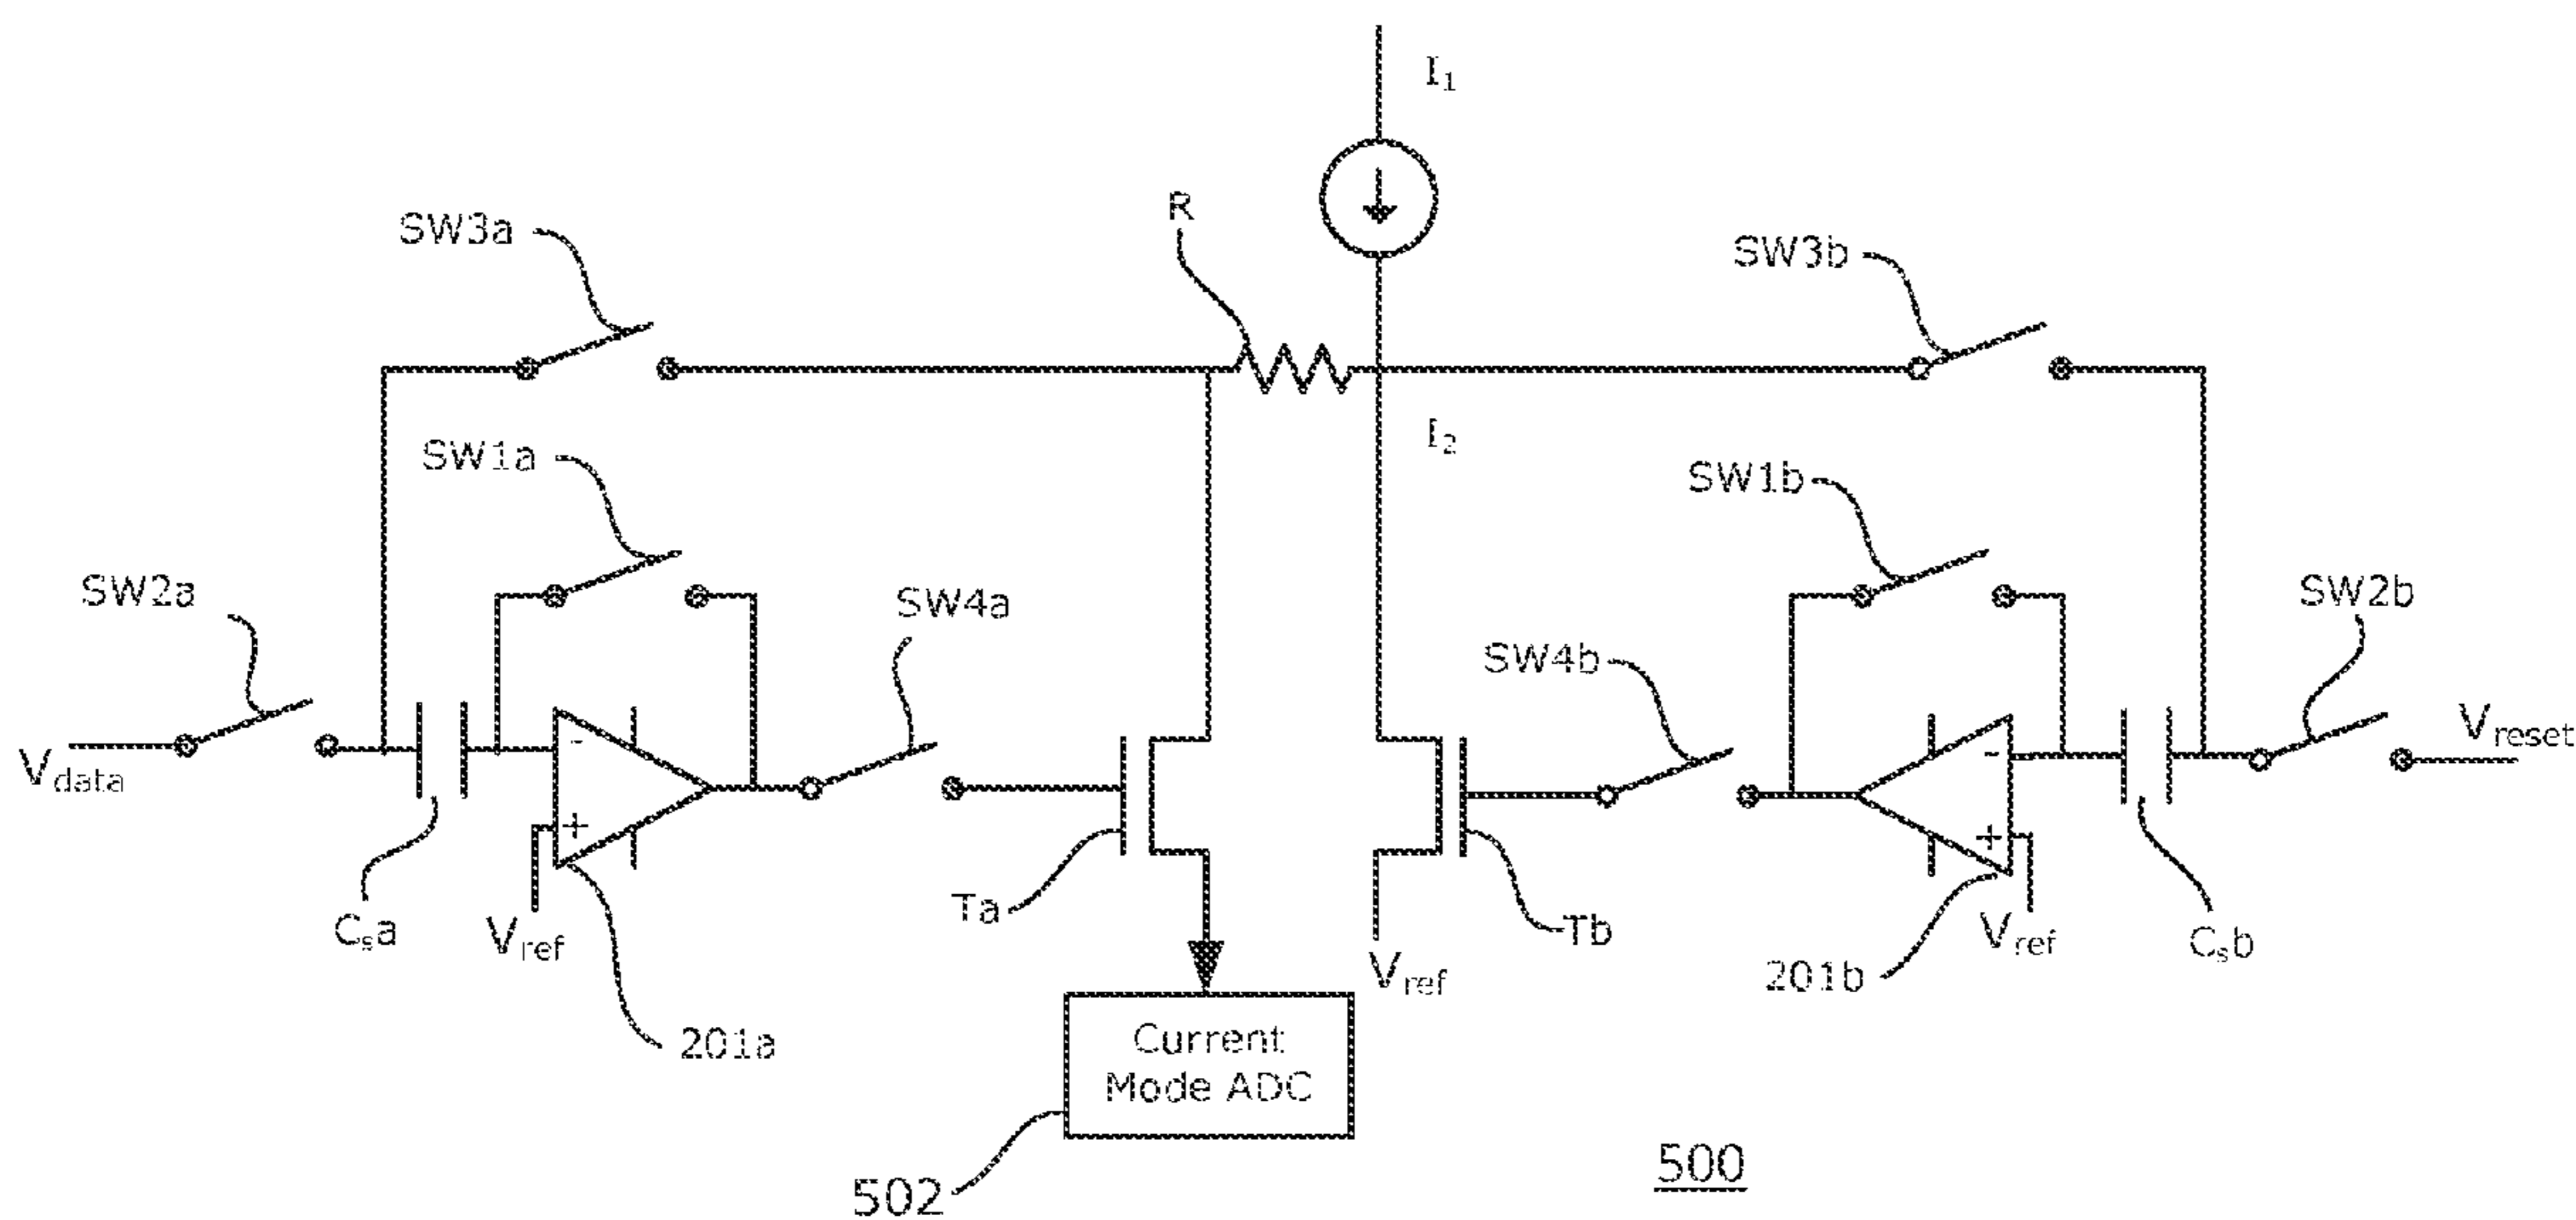 I₁
R
SW3a
SW3b
I₂
SW1a
SW1b
SW2a
SW4a
SW4b
SW2b
Vdata
Vreset
-
-
+
+
Csa
Vref
Ta
Vref
Tb
Vref
Csb
201a
201b
Current
Mode ADC
502
500